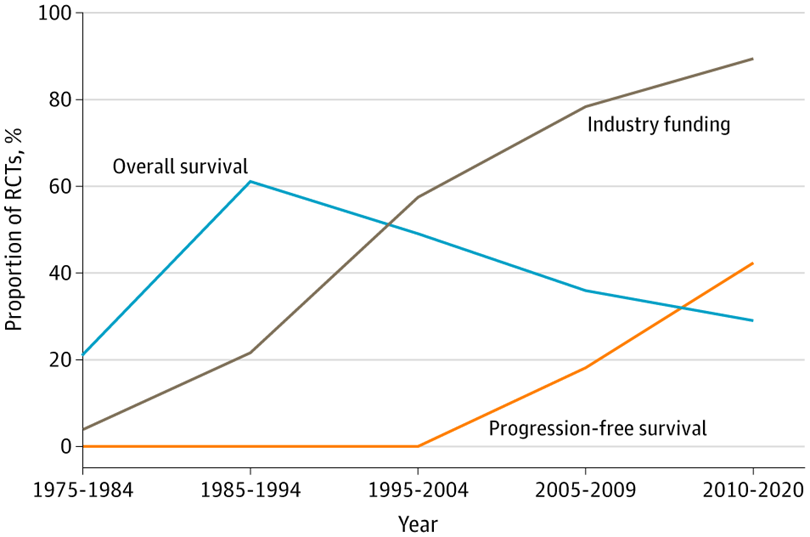 100
80
60
40
20
0
Proportion of RCTs, %
Overall survival
Industry funding
Progression-free survival
1975-1984
1985-1994
1995-2004
2005-2009
2010-2020
Year